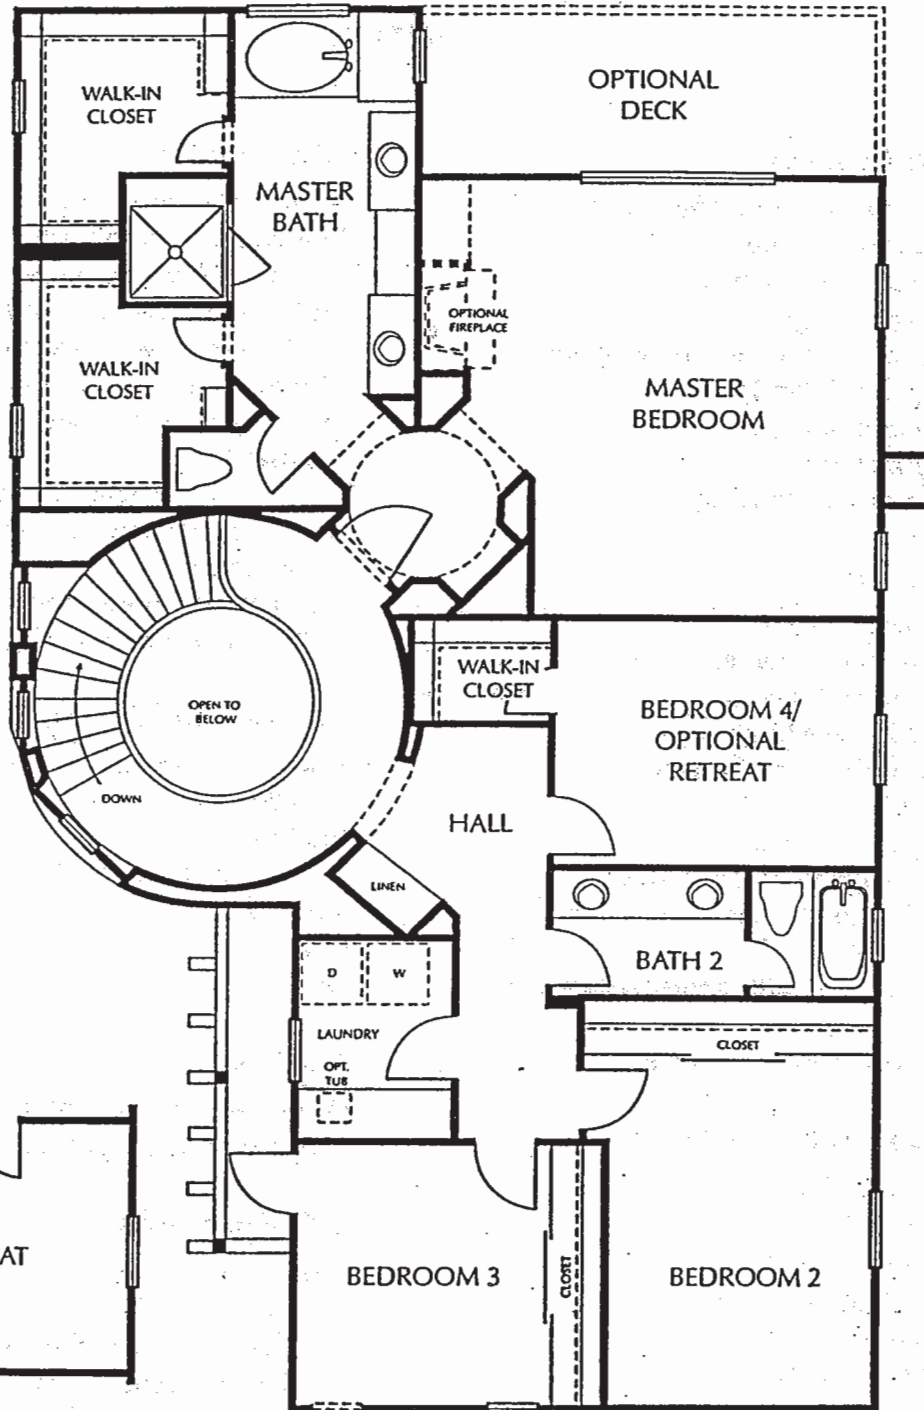 WALK-IN
CLOSET
OPTIONAL
DECK
MASTER
BATH
OPTIONAL
FIREPLACE
WALK-IN
CLOSET
MASTER
BEDROOM
WALK-IN
CLOSET
OPEN TO
BELOW
BEDROOM 4/
OPTIONAL
RETREAT
DOWN
HALL
LINEN
BATH 2
D
W
LAUNDRY
OPT.
TUB
CLOSET
AT
BEDROOM 3
CLOSET
BEDROOM 2